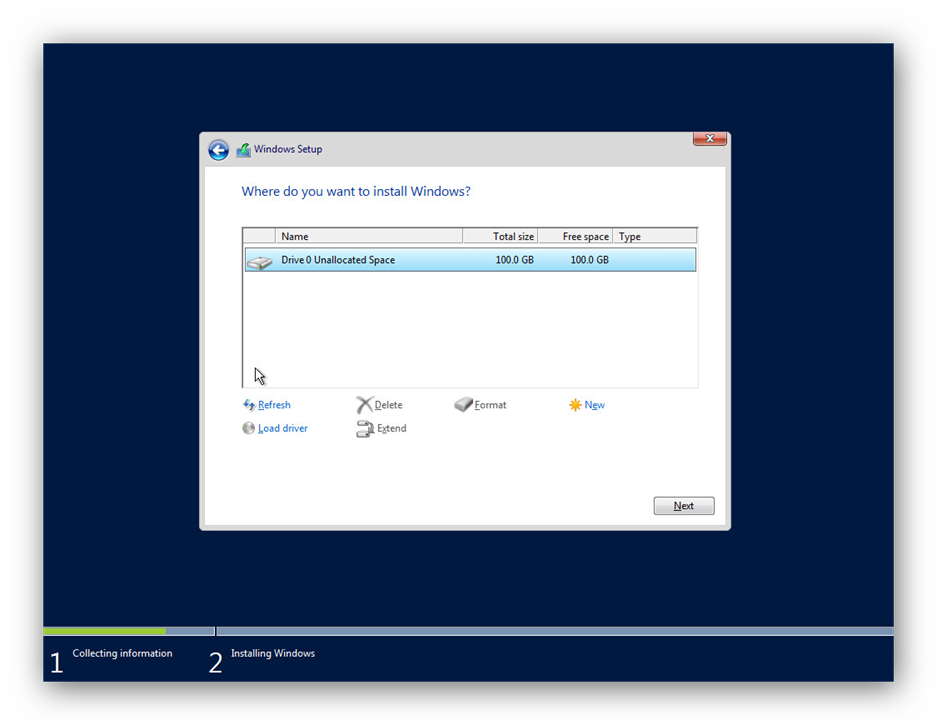 Windows Setup
Where do you want to install Windows?
Name Total size Free space Type
Drive 0 Unallocated Space 100.0 GB 100.0 GB
Refresh Delete Format New
Load driver Extend
Next
1 Collecting information 2 Installing Windows